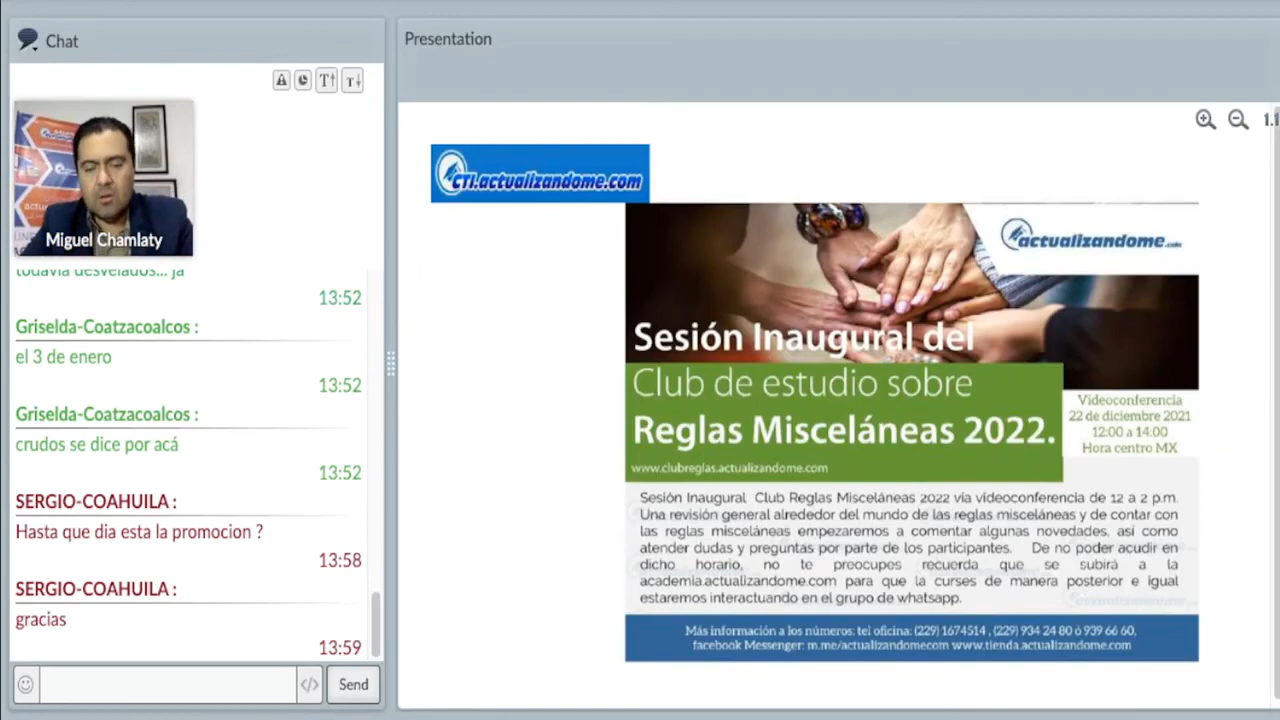 Chat
Miguel Chamlaty
todavía desvelados... ja
13:52
Griselda-Coatzacoalcos :
el 3 de enero
13:52
Griselda-Coatzacoalcos :
crudos se dice por acá
13:52
SERGIO-COAHUILA :
Hasta que dia esta la promocion ?
13:58
SERGIO-COAHUILA :
gracias
13:59
Send
Presentation
CTI.actualizandome.com
actualizandome.com
Sesión Inaugural del
Club de estudio sobre
Reglas Misceláneas 2022.
www.clubreglas.actualizandome.com
Videoconferencia
22 de diciembre 2021
12:00 a 14:00
Hora centro MX
Sesión Inaugural Club Reglas Misceláneas 2022 vía videoconferencia de 12 a 2 p.m.
Una revisión general alrededor del mundo de las reglas misceláneas y de contar con
las reglas misceláneas empezaremos a comentar algunas novedades, así como
atender dudas y preguntas por parte de los participantes. De no poder acudir en
dicho horario, no te preocupes recuerda que se subirá a la
academia.actualizandome.com para que la curses de manera posterior e igual
estaremos interactuando en el grupo de whatsapp.
Más información a los números: tel oficina: (229) 1674514 , (229) 934 24 80 ó 939 66 60,
facebook Messenger: m.me/actualizandomecom www.tienda.actualizandome.com